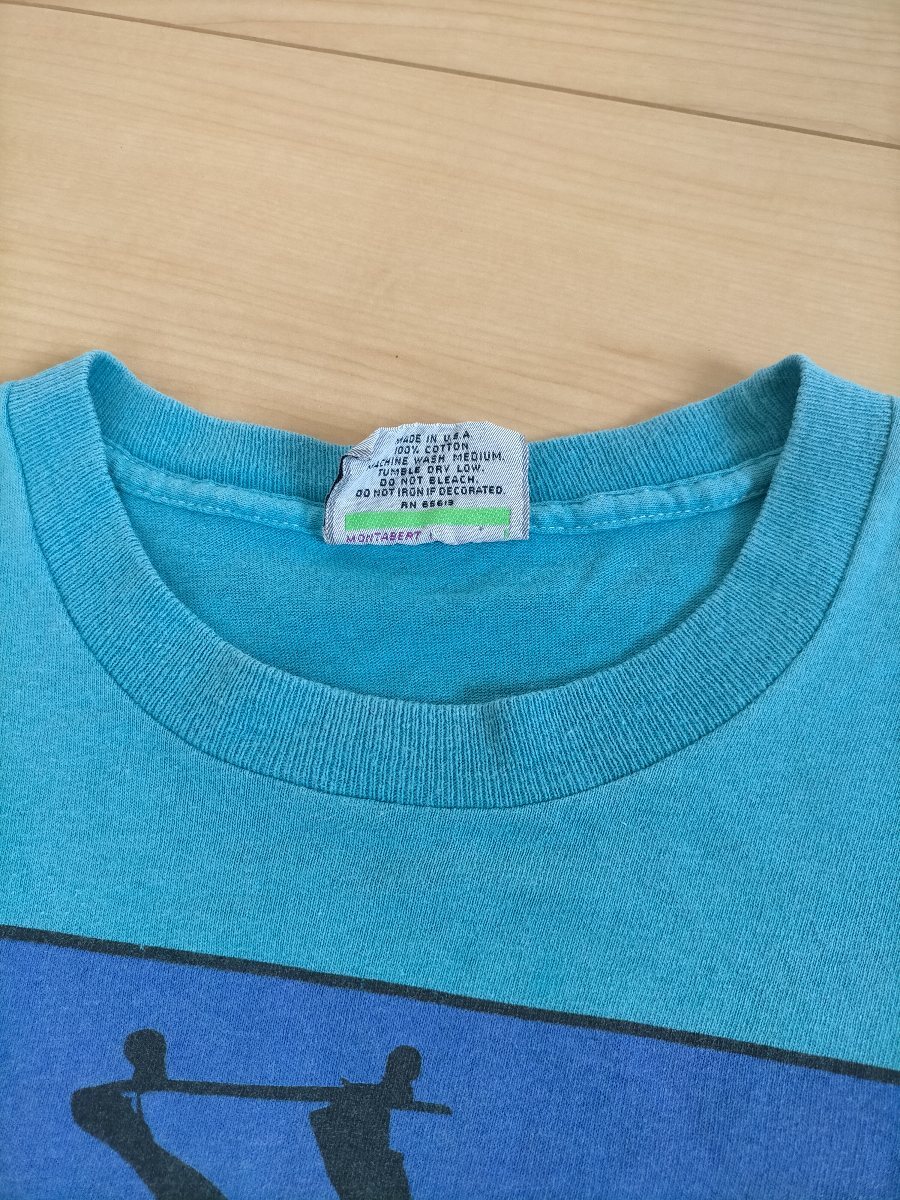 MADE IN U.S.A
100% COTTON
MACHINE WASH MEDIUM.
TUMBLE DRY LOW.
DO NOT BLEACH.
DO NOT IRON IF DECORATED.
RN 65613
MONTABERT